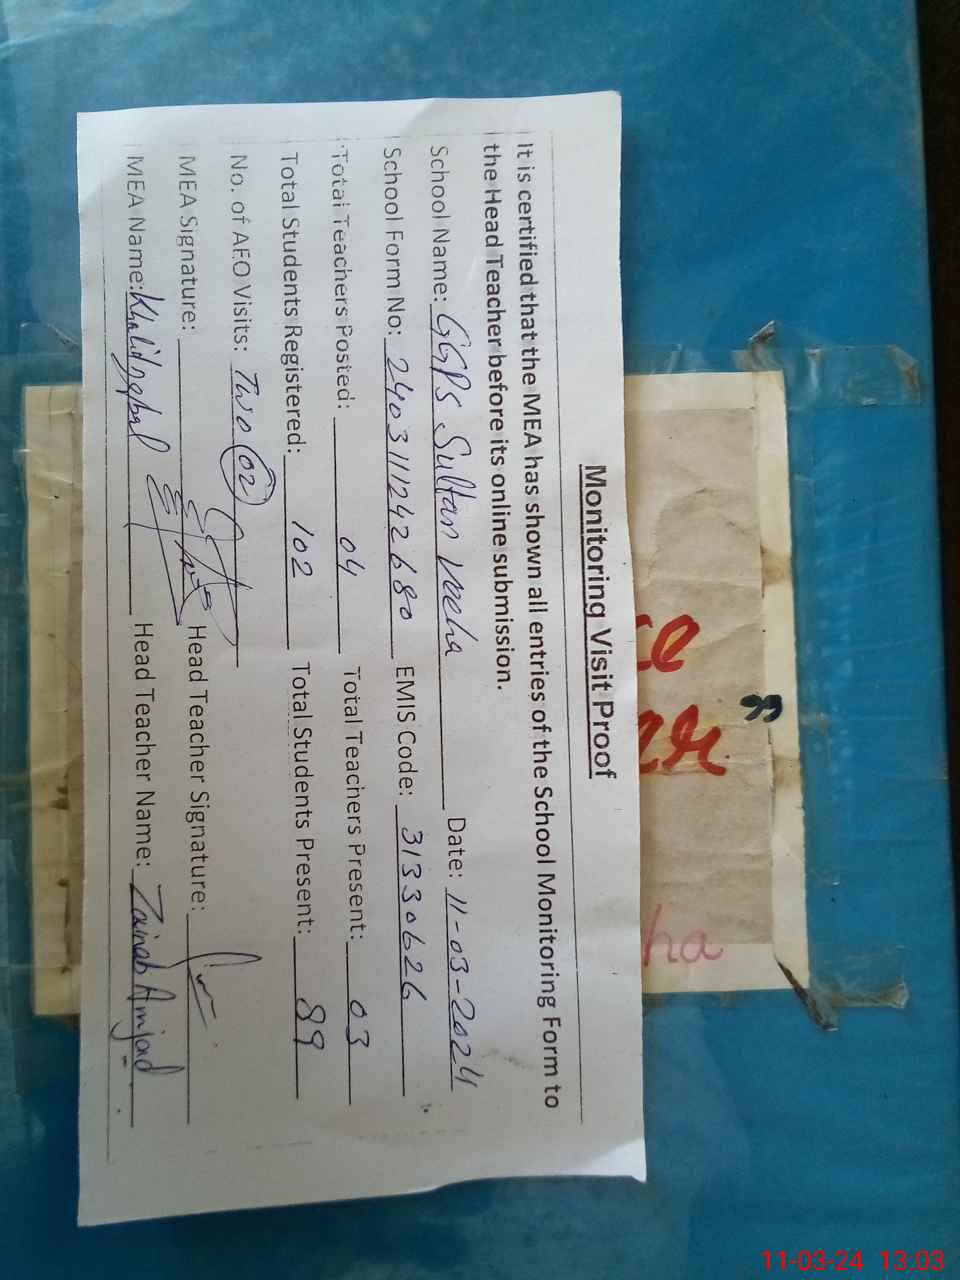 Monitoring Visit Proof
It is certified that the MEA has shown all entries of the School Monitoring Form to
the Head Teacher before its online submission.
School Name: GGPS Sultan weha Date: 11-03-2024
School Form No: 2403111242680 EMIS Code: 31330626
Total Teachers Posted: 04 Total Teachers Present: 03
Total Students Registered: 102 Total Students Present: 89
No. of AEO Visits: Two 02
MEA Signature: Head Teacher Signature:
MEA Name: Khalid Iqbal Head Teacher Name: Zainab Amjad
ha
11-03-24 13:03